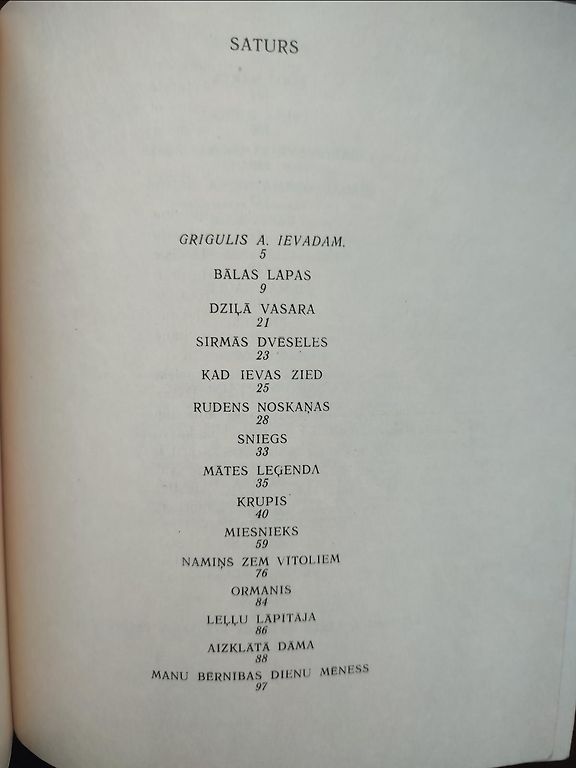 SATURS
GRIGULIS A. IEVADAM.
5
BĀLAS LAPAS
9
DZIĻĀ VASARA
21
SIRMĀS DVĒSELES
23
KAD IEVAS ZIED
25
RUDENS NOSKAŅAS
28
SNIEGS
33
MĀTES LEĢENDA
35
KRUPIS
40
MIESNIEKS
59
NAMIŅŠ ZEM VĪTOLIEM
76
ORMANIS
84
LEĻĻU LĀPĪTĀJA
86
AIZKLĀTĀ DĀMA
88
MANU BĒRNĪBAS DIENU MĒNESS
97